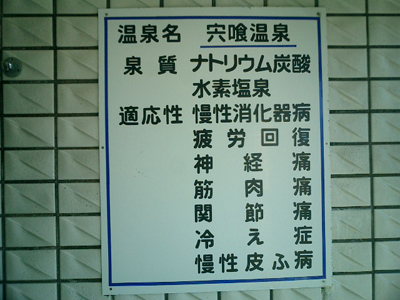 温泉名 宍喰温泉
泉質 ナトリウム炭酸
水素塩泉
適応性 慢性消化器病
疲労回復
神経痛
筋肉痛
関節痛
冷え症
慢性皮ふ病